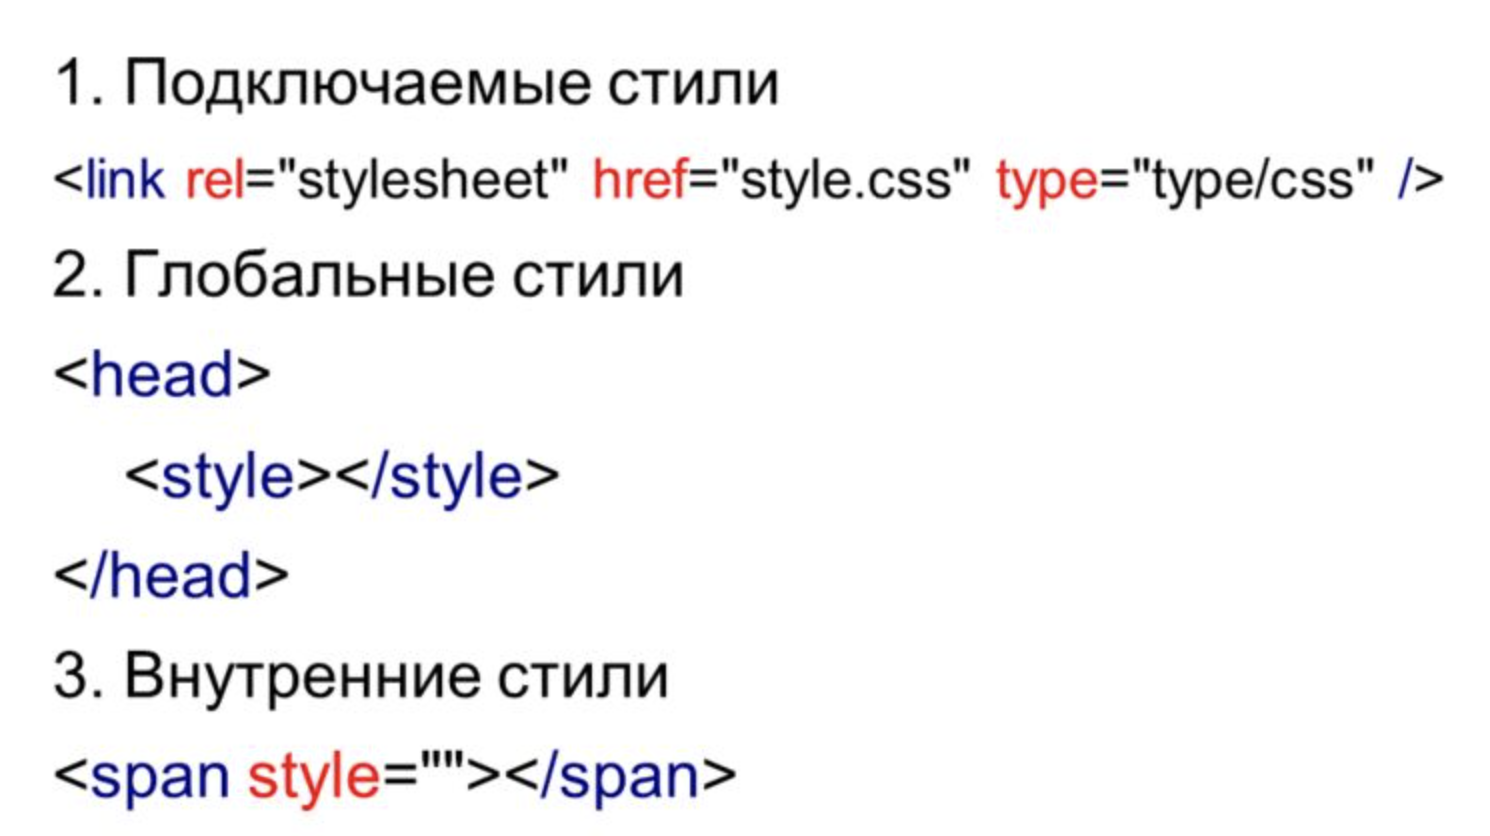 1. Подключаемые стили
<link rel="stylesheet" href="style.css" type="type/css" />
2. Глобальные стили
<head>
<style></style>
</head>
3. Внутренние стили
<span style=""></span>